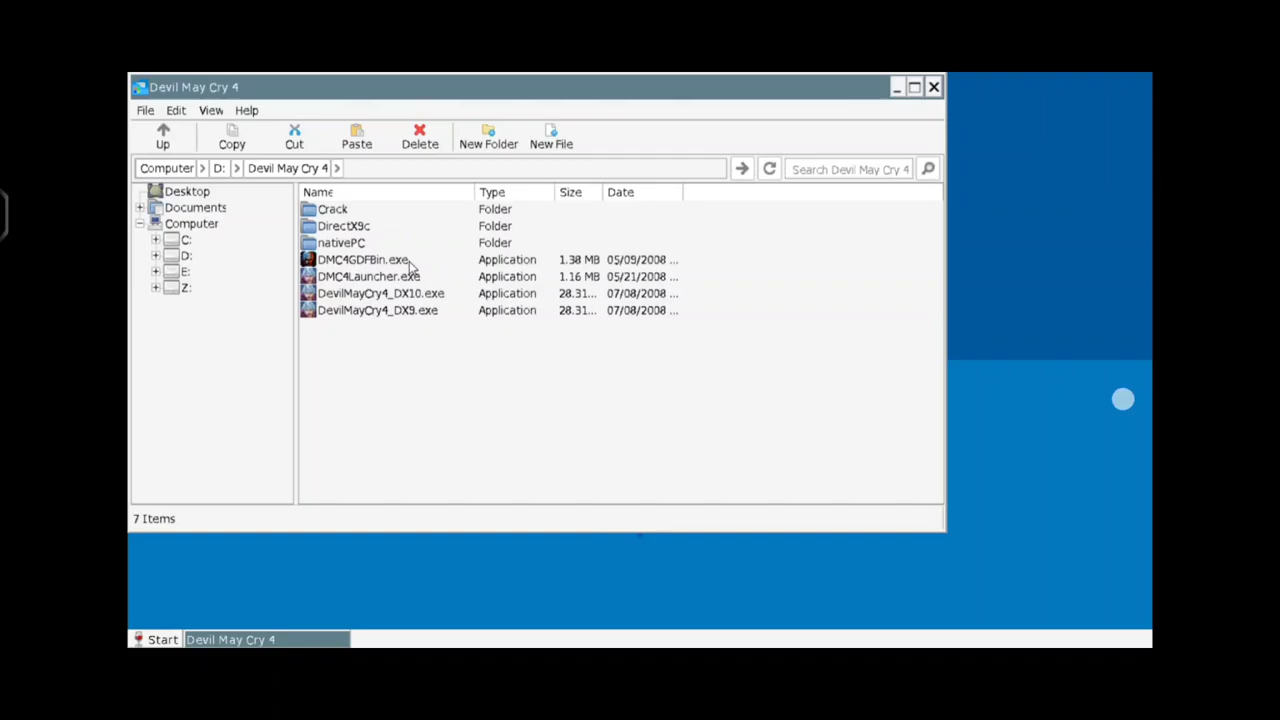 Devil May Cry 4
File Edit View Help
Up Copy Cut Paste Delete New Folder New File
Computer D: Devil May Cry 4 Search Devil May Cry 4
Desktop
Documents
Computer
C:
D:
E:
Z:
Name Type Size Date
Crack Folder
DirectX9c Folder
nativePC Folder
DMC4GDFBin.exe Application 1.38 MB 05/09/2008 ...
DMC4Launcher.exe Application 1.16 MB 05/21/2008 ...
DevilMayCry4_DX10.exe Application 28.31... 07/08/2008 ...
DevilMayCry4_DX9.exe Application 28.31... 07/08/2008 ...
7 Items
Start Devil May Cry 4